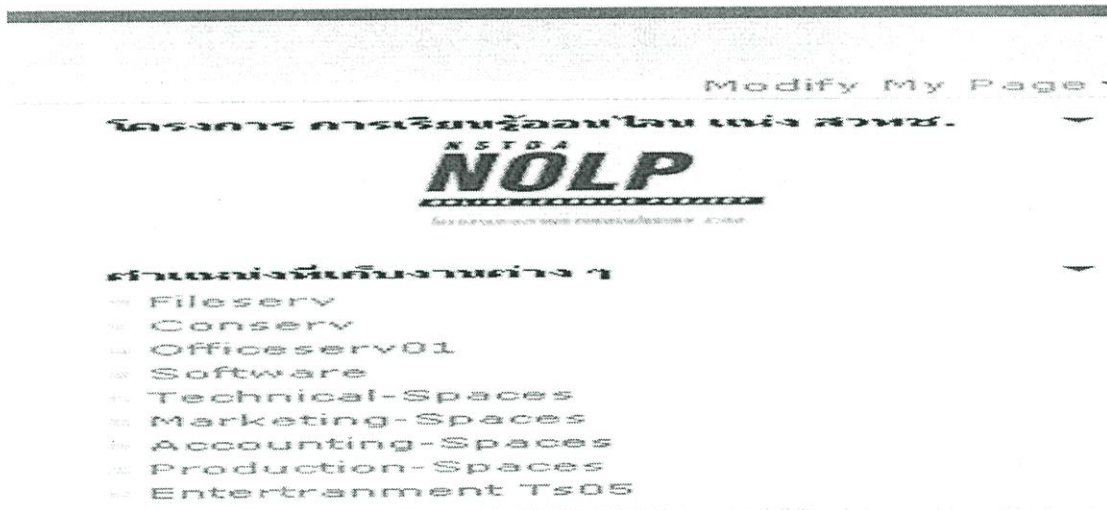 Modify My Page
โครงการ การเรียนรู้ออนไลน์ แห่ง สวทช.
NSTDA
NOLP
ตำแหน่งที่เก็บงานต่าง ๆ
Fileserv
Conserv
Officeserv01
Software
Technical-Spaces
Marketing-Spaces
Accounting-Spaces
Production-Spaces
Entertranment Ts05